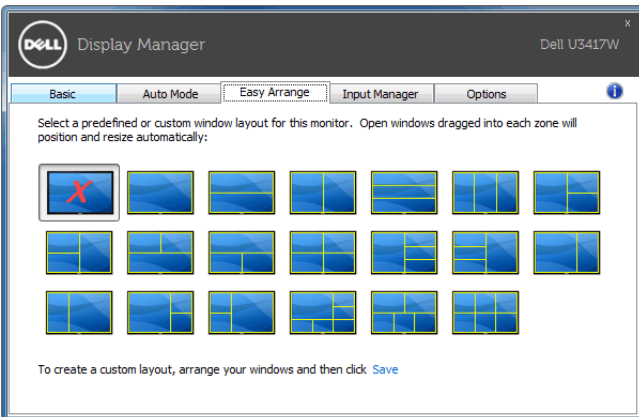 x
DELL Display Manager Dell U3417W
Basic Auto Mode Easy Arrange Input Manager Options i
Select a predefined or custom window layout for this monitor. Open windows dragged into each zone will
position and resize automatically:
X
To create a custom layout, arrange your windows and then click Save